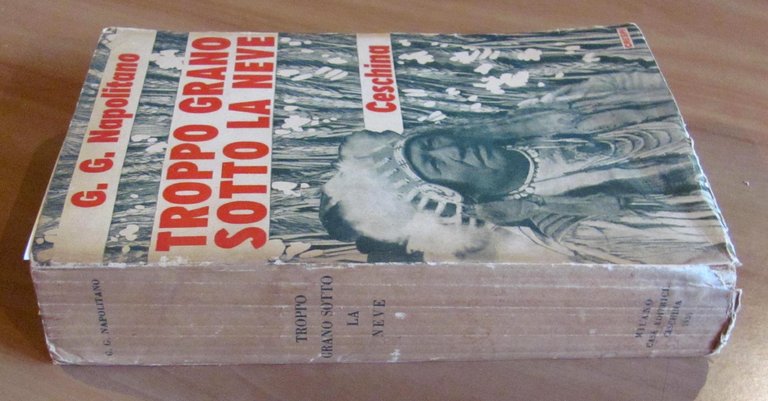 G. G. Napolitano
TROPPO GRANO
SOTTO LA NEVE
Ceschina
G. G. NAPOLITANO
TROPPO
GRANO SOTTO
LA
NEVE
MILANO
CASA EDITRICE
CESCHINA